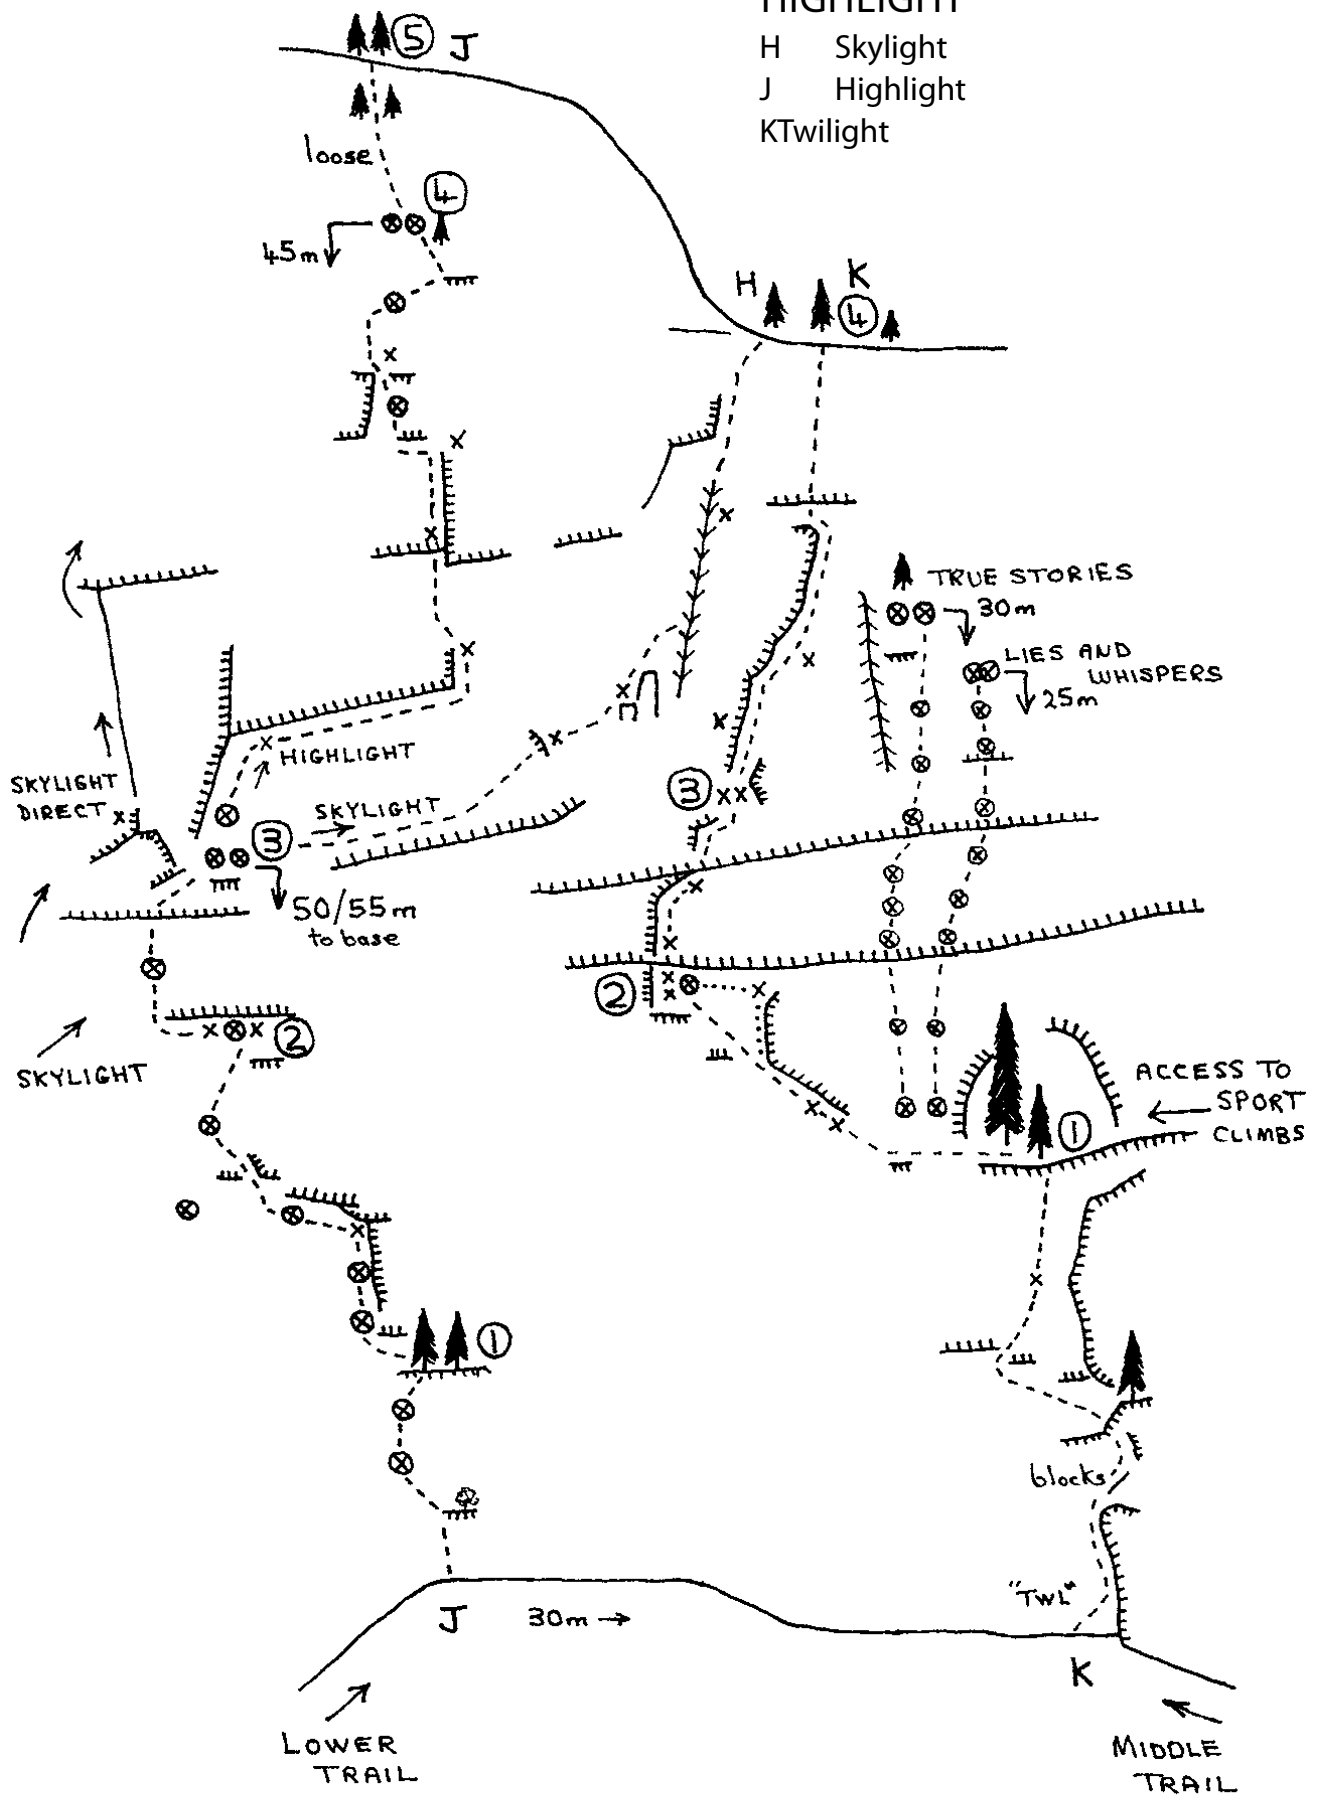 HIGHLIGHT
H Skylight
J Highlight
KTwilight
5 J
loose
4
45m
H K
4
TRUE STORIES
30m
LIES AND
WHISPERS
25m
HIGHLIGHT
SKYLIGHT
DIRECT
3
SKYLIGHT
3
50/55m
to base
2
2
SKYLIGHT
ACCESS TO
SPORT
CLIMBS
1
1
blocks
"TWL"
J
30m
K
LOWER
TRAIL
MIDDLE
TRAIL